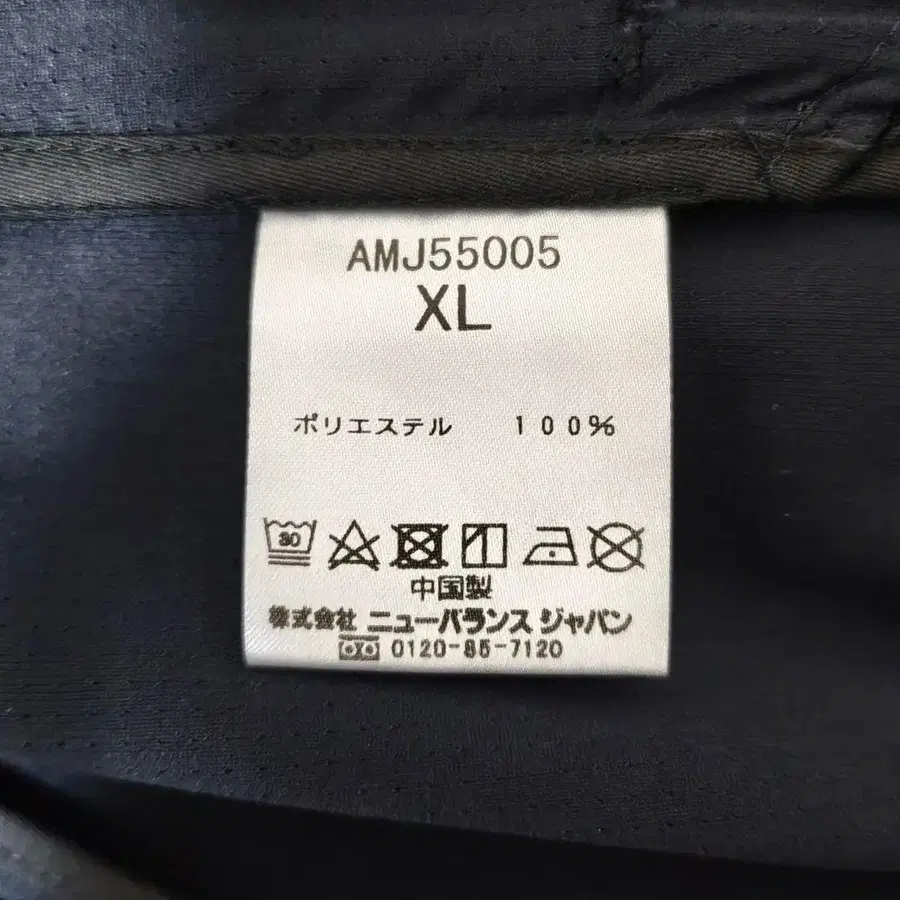 AMJ55005
XL
ポリエステル 100%
30
中国製
株式会社 ニューバランス ジャパン
0120-85-7120